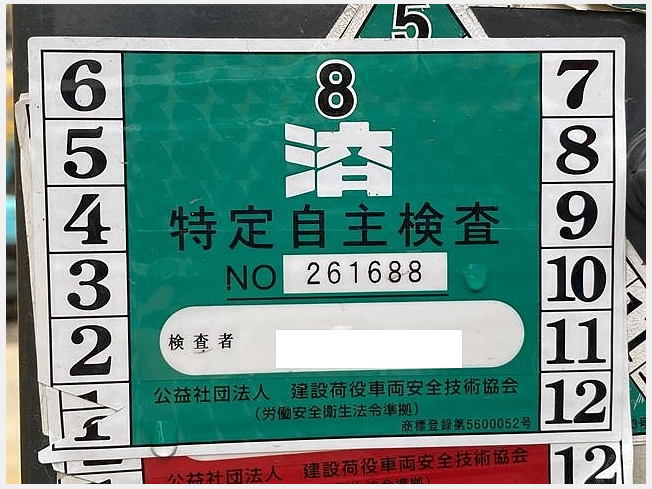 5
8
済
特定自主検査
NO 261688
検査者
公益社団法人 建設荷役車両安全技術協会
(労働安全衛生法令準拠)
商標登録第5600052号
6
5
4
3
2
1
7
8
9
10
11
12
公益社団法人 建設荷役車両安全技術協会
12